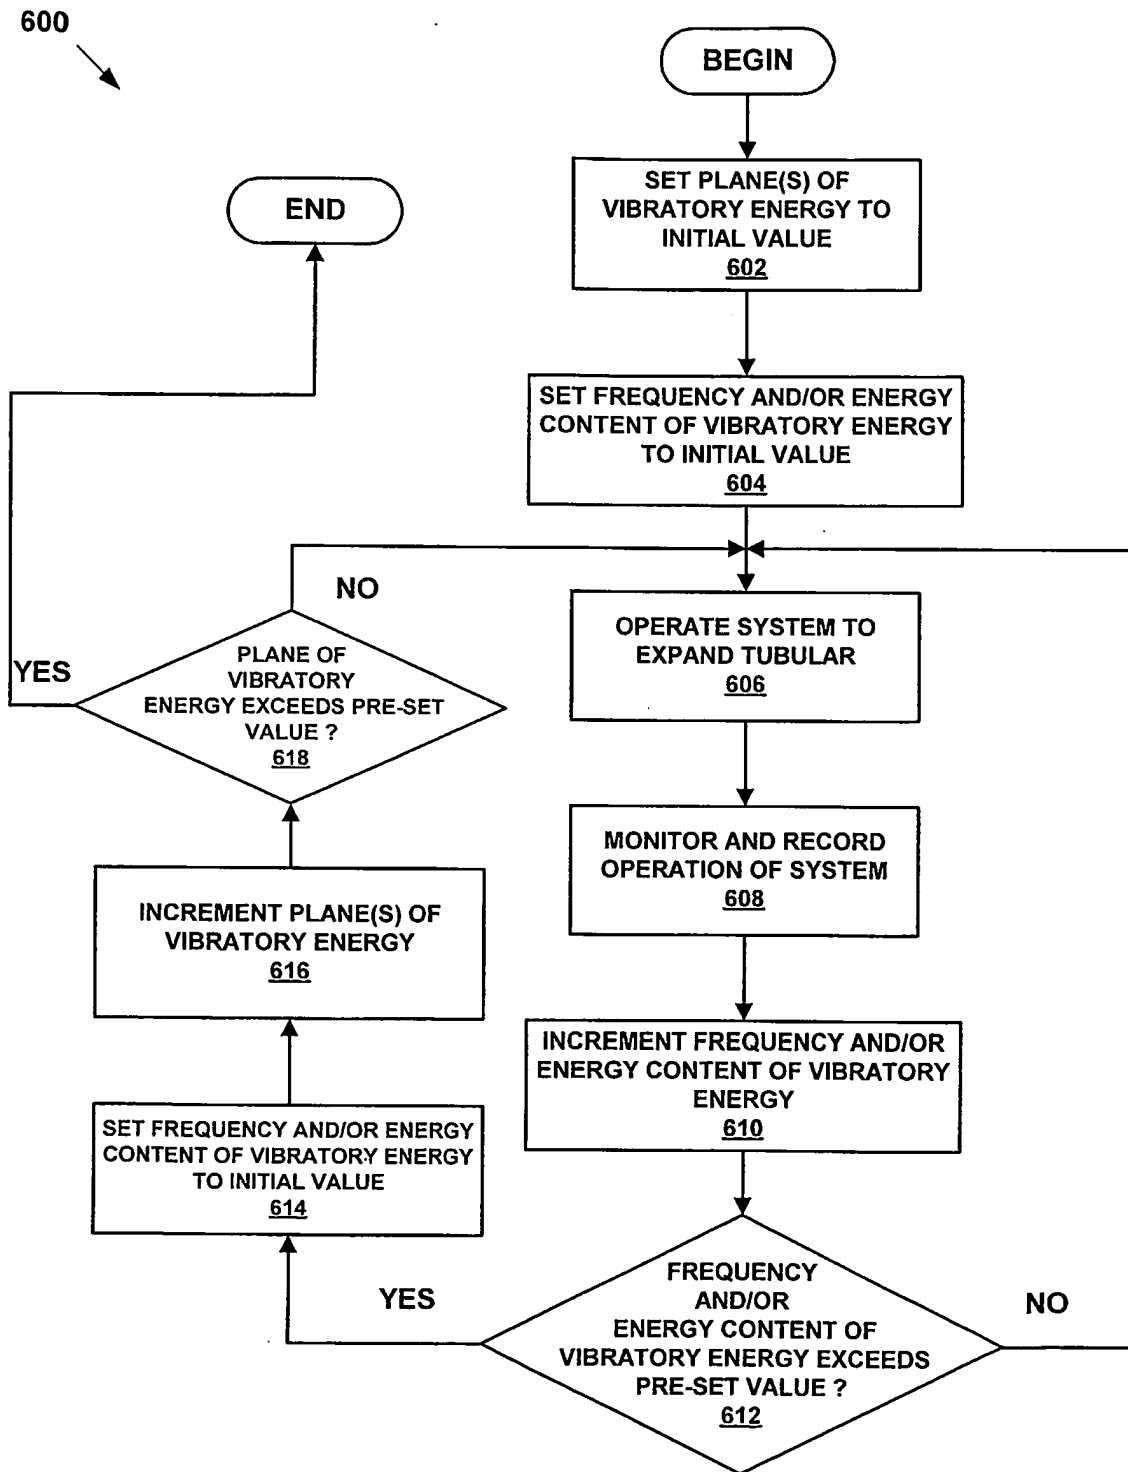 600
BEGIN
SET PLANE(S) OF
VIBRATORY ENERGY TO
INITIAL VALUE
602
END
SET FREQUENCY AND/OR ENERGY
CONTENT OF VIBRATORY ENERGY
TO INITIAL VALUE
604
NO
OPERATE SYSTEM TO
EXPAND TUBULAR
606
YES
PLANE OF
VIBRATORY
ENERGY EXCEEDS PRE-SET
VALUE ?
618
MONITOR AND RECORD
OPERATION OF SYSTEM
608
INCREMENT PLANE(S) OF
VIBRATORY ENERGY
616
INCREMENT FREQUENCY AND/OR
ENERGY CONTENT OF VIBRATORY
ENERGY
610
SET FREQUENCY AND/OR ENERGY
CONTENT OF VIBRATORY ENERGY
TO INITIAL VALUE
614
YES
FREQUENCY
AND/OR
ENERGY CONTENT OF
VIBRATORY ENERGY EXCEEDS
PRE-SET VALUE ?
612
NO